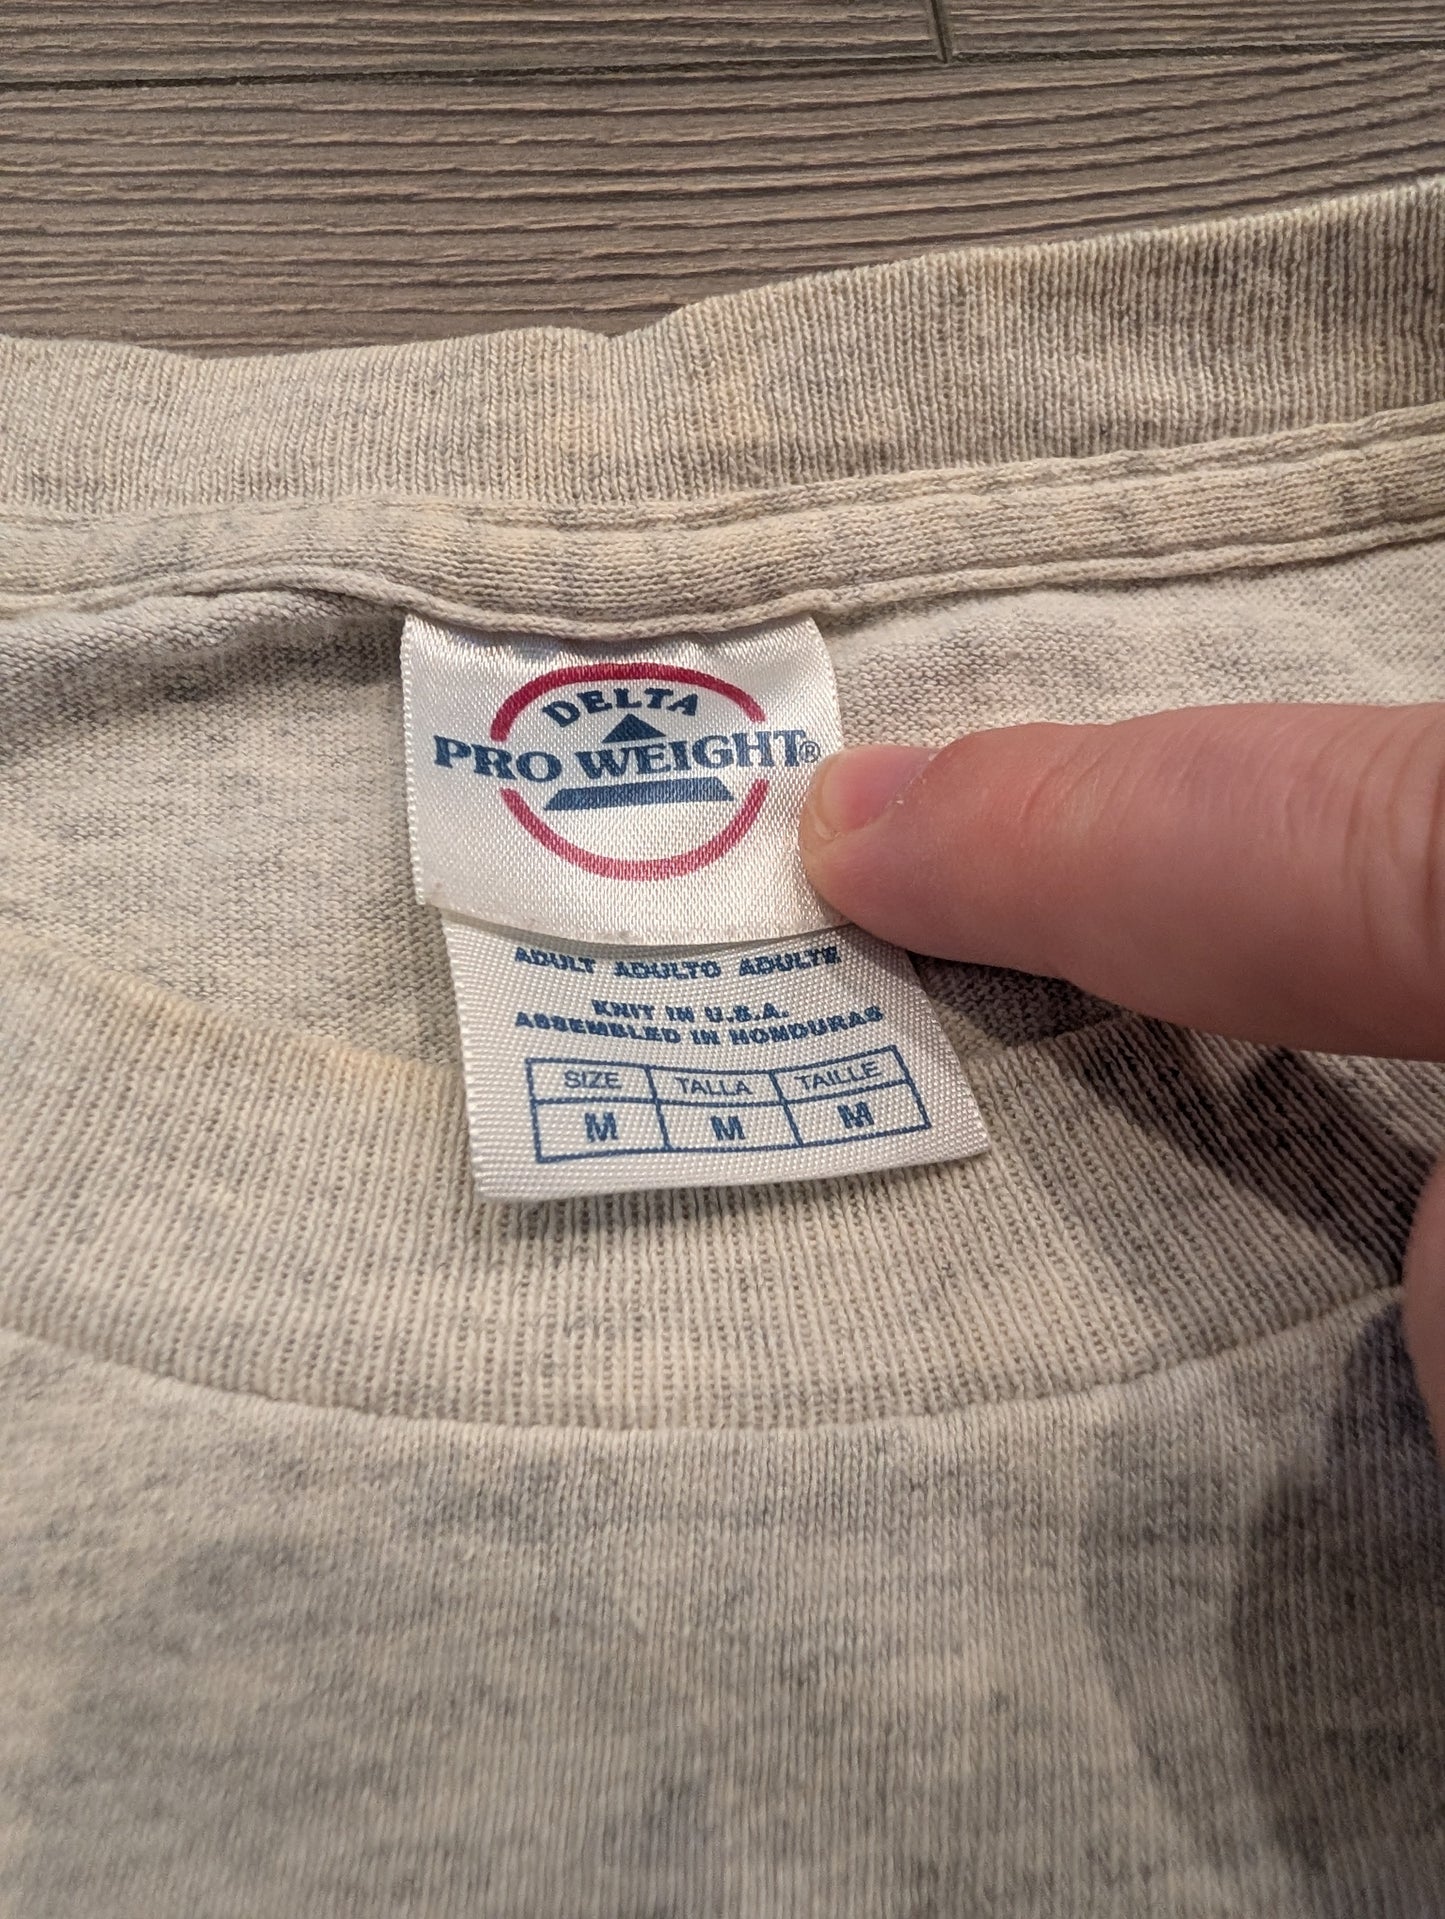 DELTA
PRO WEIGHT®
ADULT ADULTO ADULTE
KNIT IN U.S.A.
ASSEMBLED IN HONDURAS
SIZE TALLA TAILLE
M M M